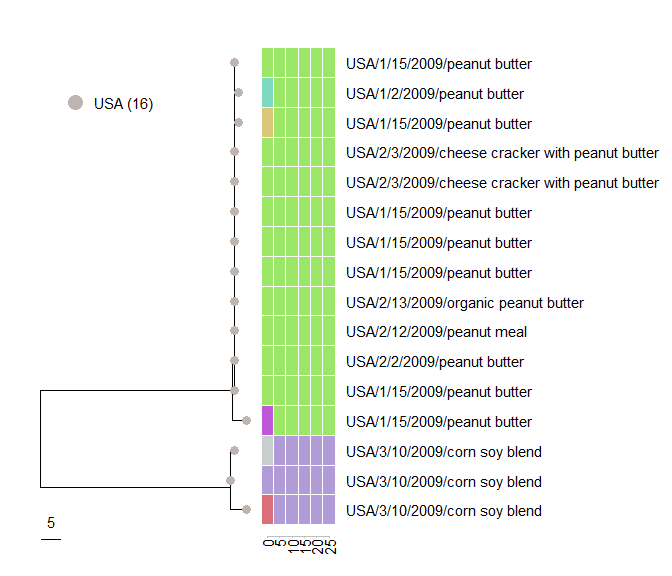 USA/1/15/2009/peanut butter
USA (16)
USA/1/2/2009/peanut butter
USA/1/15/2009/peanut butter
USA/2/3/2009/cheese cracker with peanut butter
USA/2/3/2009/cheese cracker with peanut butter
USA/1/15/2009/peanut butter
USA/1/15/2009/peanut butter
USA/1/15/2009/peanut butter
USA/2/13/2009/organic peanut butter
USA/2/12/2009/peanut meal
USA/2/2/2009/peanut butter
USA/1/15/2009/peanut butter
USA/1/15/2009/peanut butter
USA/3/10/2009/corn soy blend
USA/3/10/2009/corn soy blend
USA/3/10/2009/corn soy blend
5
0 5 10 15 20 25